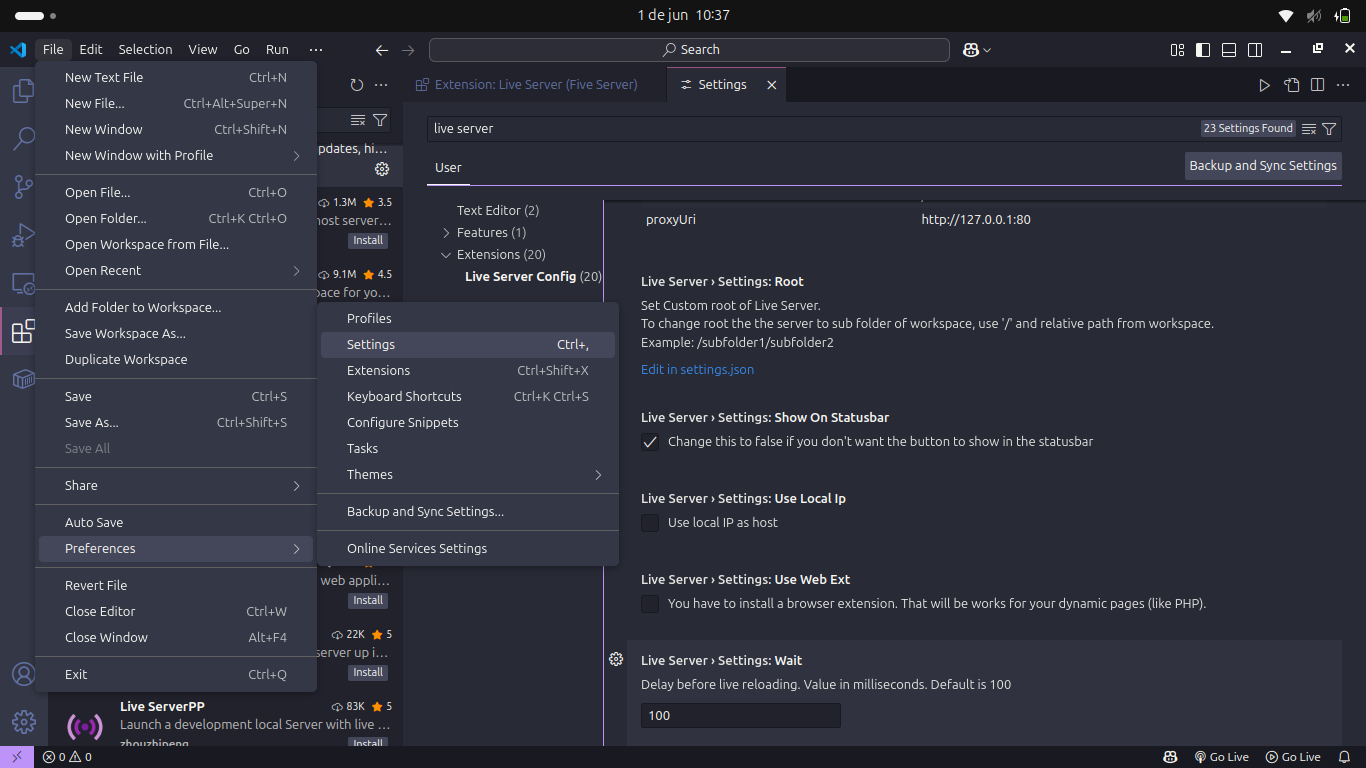 1 de jun 10:37
File Edit Selection View Go Run ···
Search
New Text File Ctrl+N
New File... Ctrl+Alt+Super+N
New Window Ctrl+Shift+N
New Window with Profile
Open File... Ctrl+O
Open Folder... Ctrl+K Ctrl+O
Open Workspace from File...
Open Recent
Add Folder to Workspace...
Save Workspace As...
Duplicate Workspace
Save Ctrl+S
Save As... Ctrl+Shift+S
Save All
Share
Auto Save
Preferences
Revert File
Close Editor Ctrl+W
Close Window Alt+F4
Exit Ctrl+Q
Profiles
Settings Ctrl+,
Extensions Ctrl+Shift+X
Keyboard Shortcuts Ctrl+K Ctrl+S
Configure Snippets
Tasks
Themes
Backup and Sync Settings...
Online Services Settings
pdates, hi...
1.3M 3.5
host server...
Install
9.1M 4.5
pace for yo...
web appli...
Install
22K 5
server up i...
Install
Live ServerPP 83K 5
Launch a development local Server with live ...
zhouzhipeng Install
Extension: Live Server (Five Server) Settings
live server 23 Settings Found
User Backup and Sync Settings
Text Editor (2)
Features (1)
Extensions (20)
Live Server Config (20)
proxyUri http://127.0.0.1:80
Live Server › Settings: Root
Set Custom root of Live Server.
To change root the the server to sub folder of workspace, use '/' and relative path from workspace.
Example: /subfolder1/subfolder2
Edit in settings.json
Live Server › Settings: Show On Statusbar
Change this to false if you don't want the button to show in the statusbar
Live Server › Settings: Use Local Ip
Use local IP as host
Live Server › Settings: Use Web Ext
You have to install a browser extension. That will be works for your dynamic pages (like PHP).
Live Server › Settings: Wait
Delay before live reloading. Value in milliseconds. Default is 100
100
0 0 Go Live Go Live